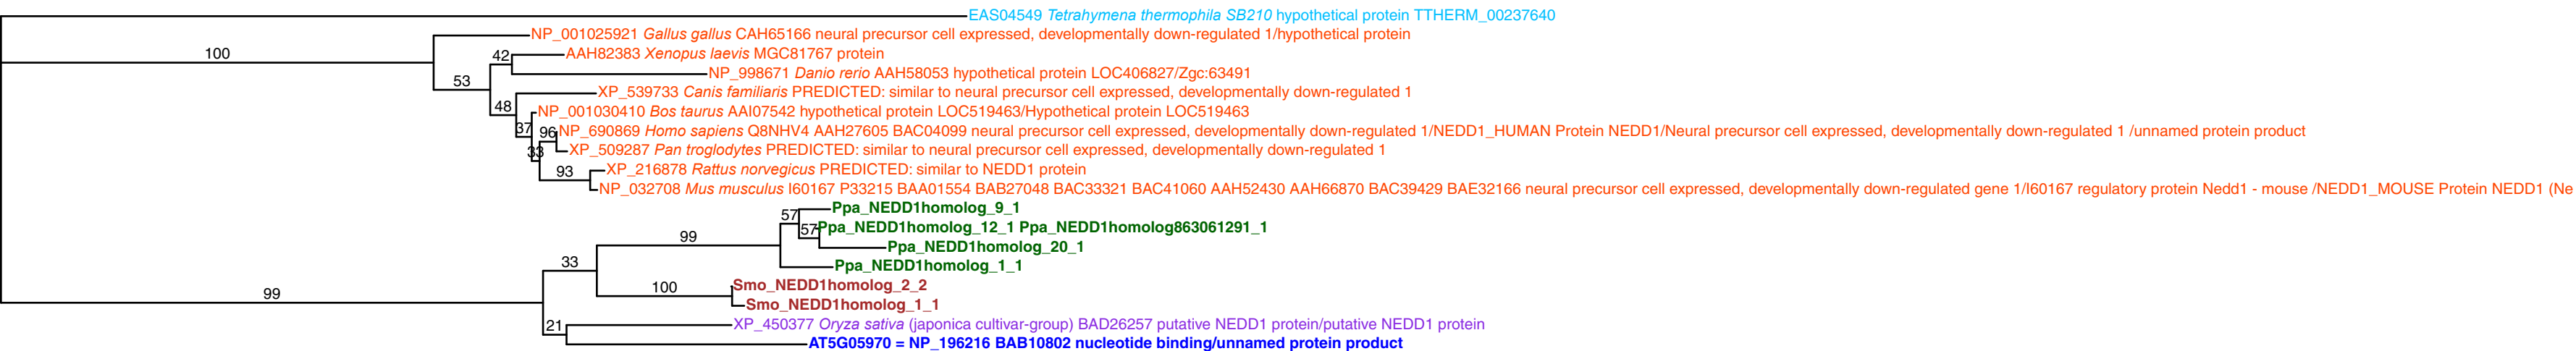 EAS04549 Tetrahymena thermophila SB210 hypothetical protein TTHERM_00237640
NP_001025921 Gallus gallus CAH65166 neural precursor cell expressed, developmentally down-regulated 1/hypothetical protein
100
42 AAH82383 Xenopus laevis MGC81767 protein
NP_998671 Danio rerio AAH58053 hypothetical protein LOC406827/Zgc:63491
53
XP_539733 Canis familiaris PREDICTED: similar to neural precursor cell expressed, developmentally down-regulated 1
48
NP_001030410 Bos taurus AAI07542 hypothetical protein LOC519463/Hypothetical protein LOC519463
37 96 NP_690869 Homo sapiens Q8NHV4 AAH27605 BAC04099 neural precursor cell expressed, developmentally down-regulated 1/NEDD1_HUMAN Protein NEDD1/Neural precursor cell expressed, developmentally down-regulated 1 /unnamed protein product
33 XP_509287 Pan troglodytes PREDICTED: similar to neural precursor cell expressed, developmentally down-regulated 1
XP_216878 Rattus norvegicus PREDICTED: similar to NEDD1 protein
93
NP_032708 Mus musculus I60167 P33215 BAA01554 BAB27048 BAC33321 BAC41060 AAH52430 AAH66870 BAC39429 BAE32166 neural precursor cell expressed, developmentally down-regulated gene 1/I60167 regulatory protein Nedd1 - mouse /NEDD1_MOUSE Protein NEDD1 (Ne
Ppa_NEDD1homolog_9_1
57
57 Ppa_NEDD1homolog_12_1 Ppa_NEDD1homolog863061291_1
99
Ppa_NEDD1homolog_20_1
33 Ppa_NEDD1homolog_1_1
100 Smo_NEDD1homolog_2_2
99
Smo_NEDD1homolog_1_1
21 XP_450377 Oryza sativa (japonica cultivar-group) BAD26257 putative NEDD1 protein/putative NEDD1 protein
AT5G05970 = NP_196216 BAB10802 nucleotide binding/unnamed protein product